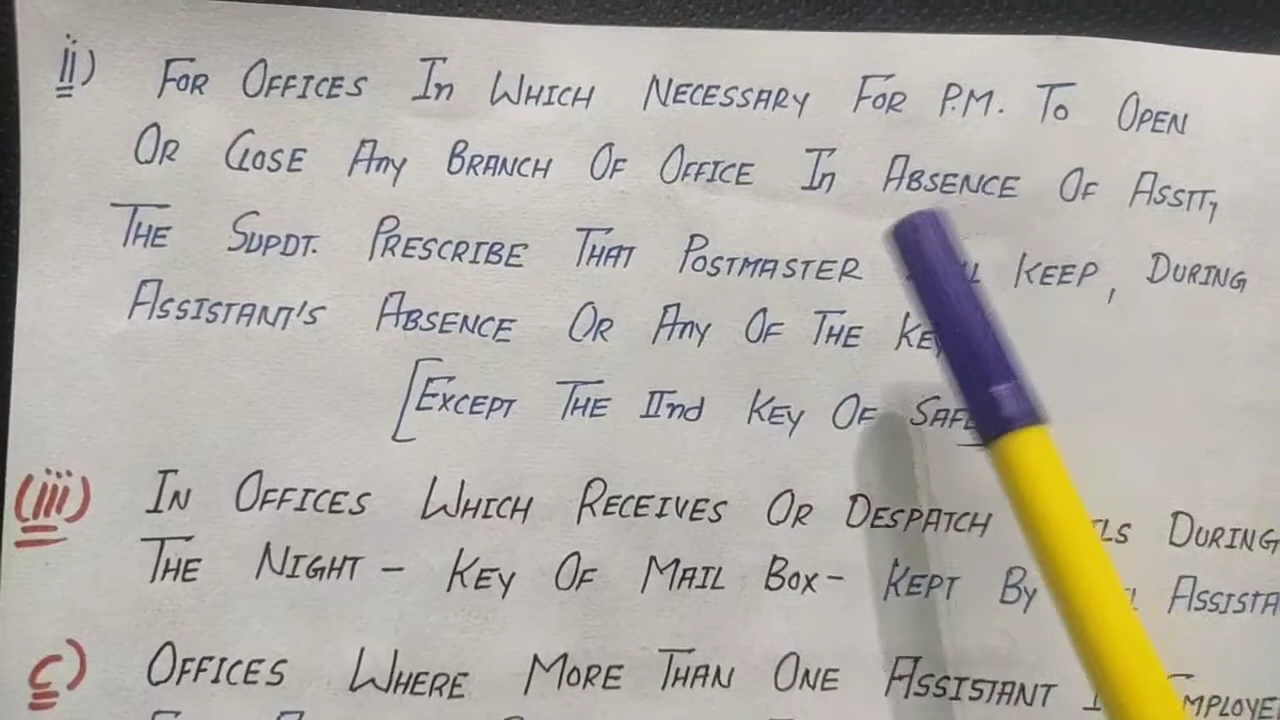 ii) FOR OFFICES In WHICH NECESSARY FOR P.M. TO OPEN
OR CLOSE Any BRANCH OF OFFICE In ABSENCE OF ASSTT,
THE SUPDT. PRESCRIBE THAT POSTMASTER KEEP, DURING
ASSISTANT'S ABSENCE OR Any OF THE
[EXCEPT THE IInd KEY OF
(iii) IN OFFICES WHICH RECEIVES OR DESPATCH DURING
THE NIGHT - KEY OF MAIL BOX - KEPT BY
c) OFFICES WHERE MORE THAN ONE ASSISTANT